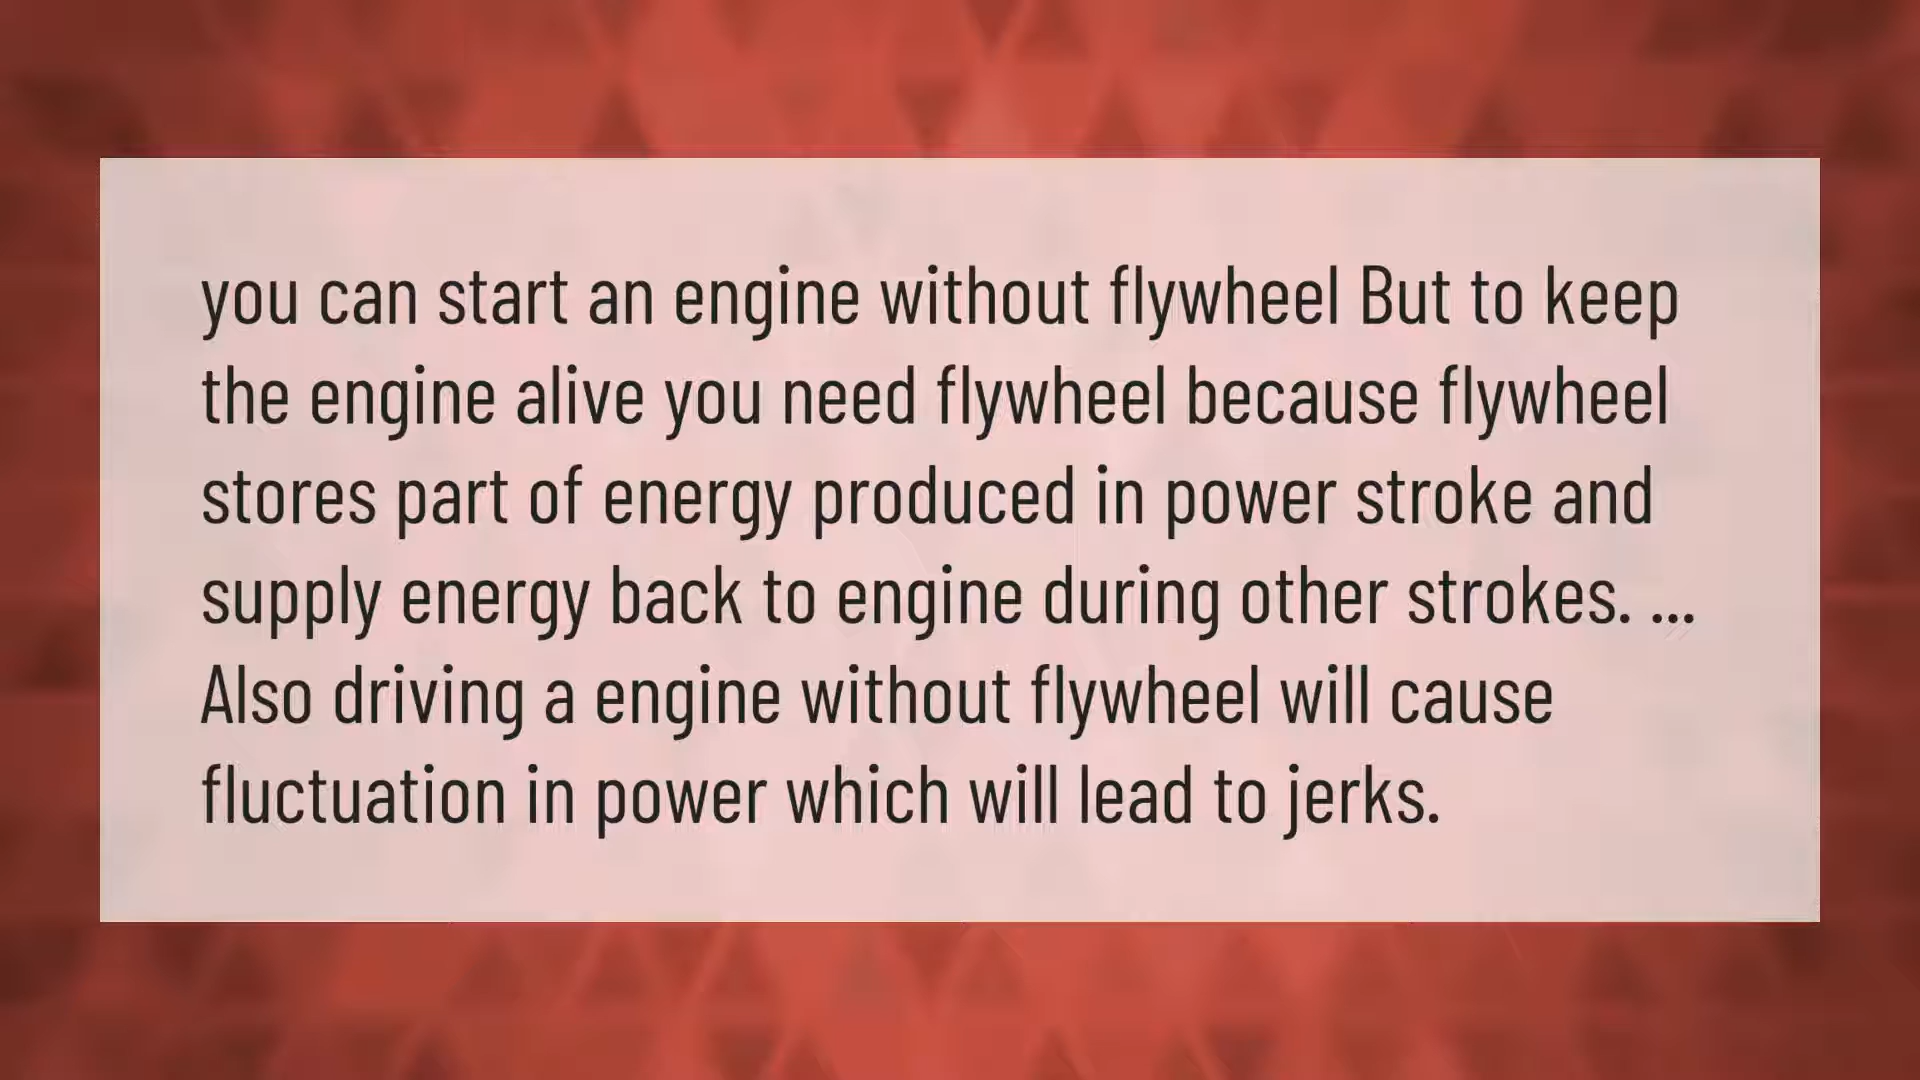 you can start an engine without flywheel But to keep
the engine alive you need flywheel because flywheel
stores part of energy produced in power stroke and
supply energy back to engine during other strokes. ...
Also driving a engine without flywheel will cause
fluctuation in power which will lead to jerks.